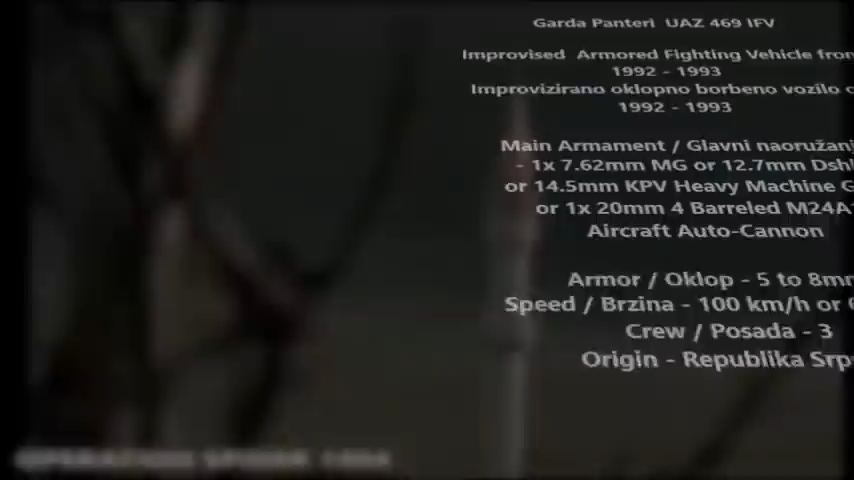 Garda Panteri UAZ 469 IFV
Improvised Armored Fighting Vehicle
1992 - 1993
Improvizirano oklopno borbeno vozilo
1992 - 1993
Main Armament / Glavni
- 1x 7.62mm MG or 12.7mm
or 14.5mm KPV Heavy Machine
or 1x 20mm 4 Barreled
Aircraft Auto-Cannon
Armor / Oklop - 5 to
Speed / Brzina - 100 km/h or
Crew / Posada - 3
Origin - Republika